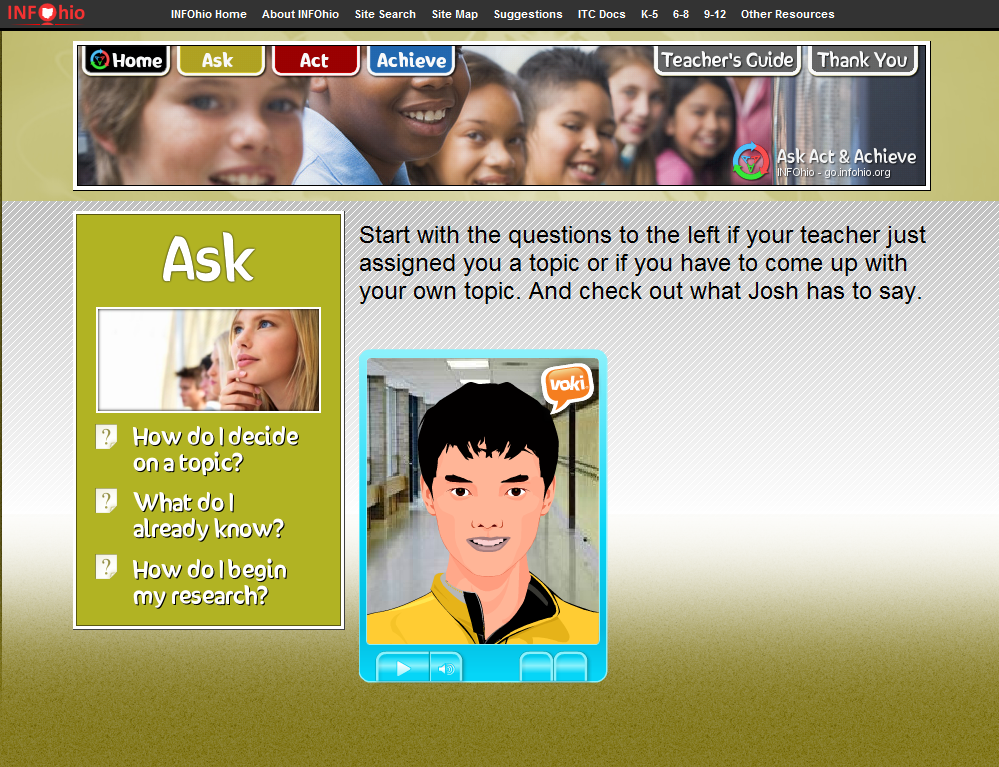 INFOhio
INFOhio Home About INFOhio Site Search Site Map Suggestions ITC Docs K-5 6-8 9-12 Other Resources
Home Ask Act Achieve Teacher's Guide Thank You
Ask Act & Achieve
INFOhio - go.infohio.org
Ask
How do I decide
on a topic?
What do I
already know?
How do I begin
my research?
Start with the questions to the left if your teacher just
assigned you a topic or if you have to come up with
your own topic. And check out what Josh has to say.
voki